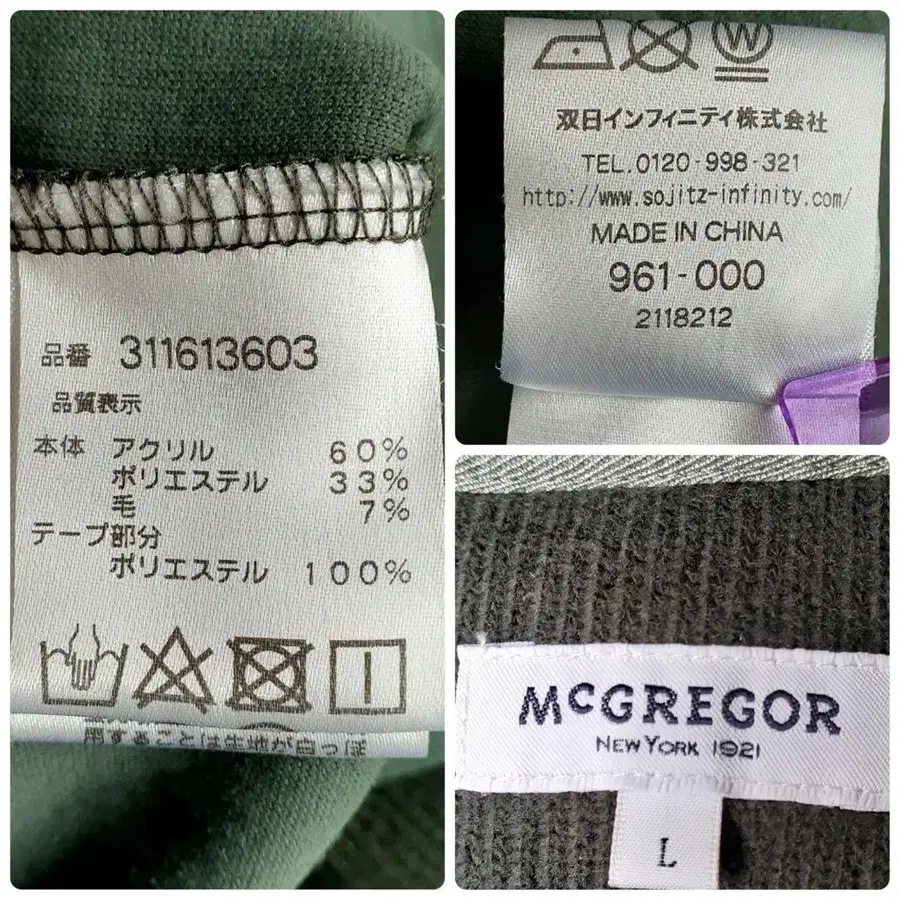 品番 311613603
品質表示
本体 アクリル 60%
ポリエステル 33%
毛 7%
テープ部分
ポリエステル 100%
W
双日インフィニティ株式会社
TEL.0120-998-321
http://www.sojitz-infinity.com/
MADE IN CHINA
961-000
2118212
McGREGOR
NEW YORK 1921
L